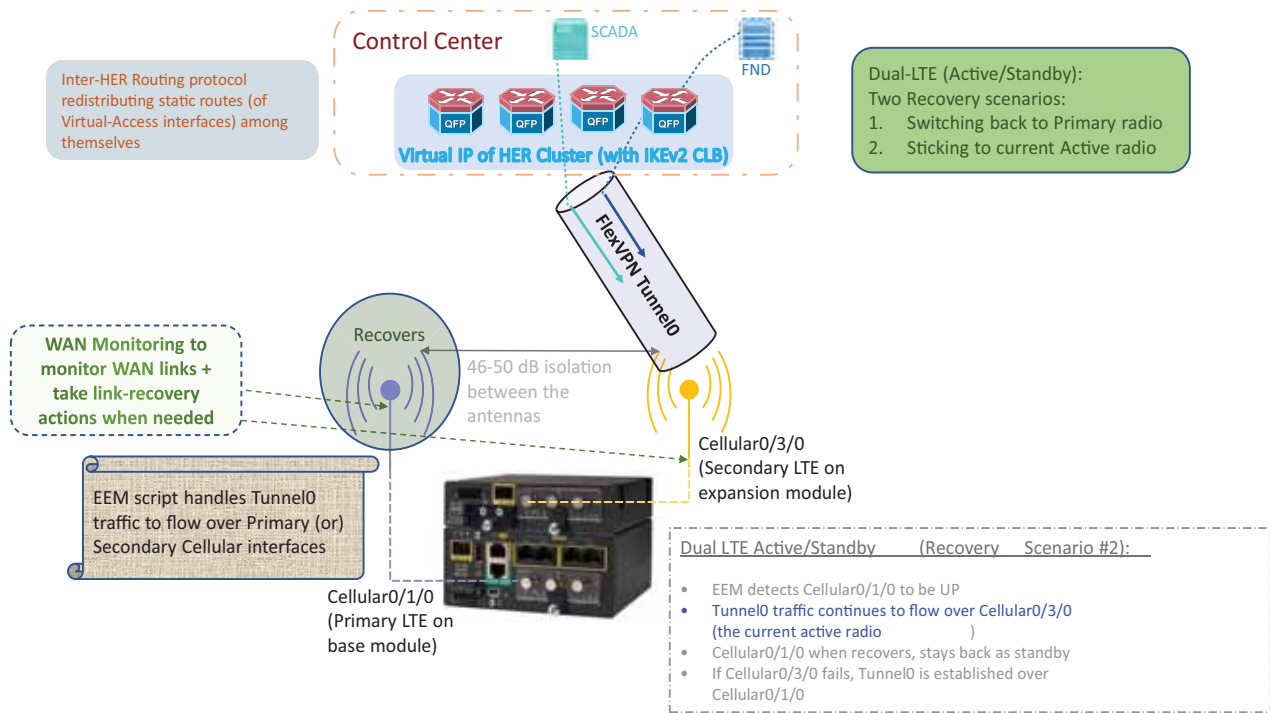 Control Center
SCADA
FND
QFP
QFP
QFP
QFP
Virtual IP of HER Cluster (with IKEv2 CLB)
Inter-HER Routing protocol
redistributing static routes (of
Virtual-Access interfaces) among
themselves
Dual-LTE (Active/Standby):
Two Recovery scenarios:
1. Switching back to Primary radio
2. Sticking to current Active radio
FlexVPN Tunnel0
Recovers
46-50 dB isolation
between the
antennas
WAN Monitoring to
monitor WAN links +
take link-recovery
actions when needed
Cellular0/3/0
(Secondary LTE on
expansion module)
EEM script handles Tunnel0
traffic to flow over Primary (or)
Secondary Cellular interfaces
Cellular0/1/0
(Primary LTE on
base module)
Dual LTE Active/Standby (Recovery Scenario #2):
• EEM detects Cellular0/1/0 to be UP
• Tunnel0 traffic continues to flow over Cellular0/3/0
(the current active radio )
• Cellular0/1/0 when recovers, stays back as standby
• If Cellular0/3/0 fails, Tunnel0 is established over
Cellular0/1/0